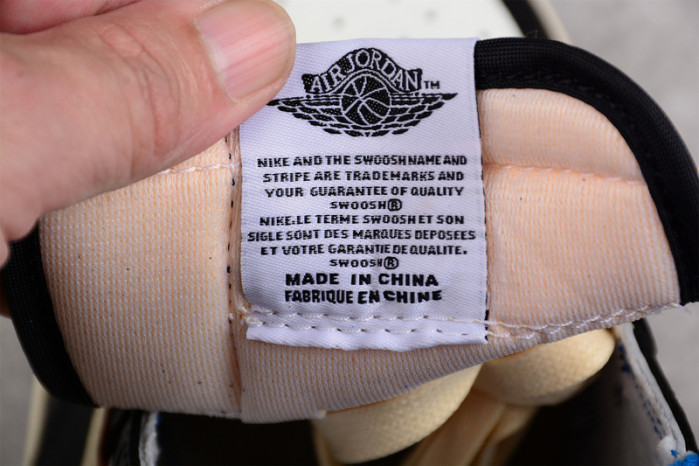 AIR JORDAN™
NIKE AND THE SWOOSH NAME AND
STRIPE ARE TRADEMARKS AND
YOUR GUARANTEE OF QUALITY
SWOOSH®
NIKE:LE TERME SWOOSH ET SON
SIGLE SONT DES MARQUES DEPOSEES
ET VOTRE GARANTIE DE QUALITE.
SWOOSH®
MADE IN CHINA
FABRIQUE EN CHINE